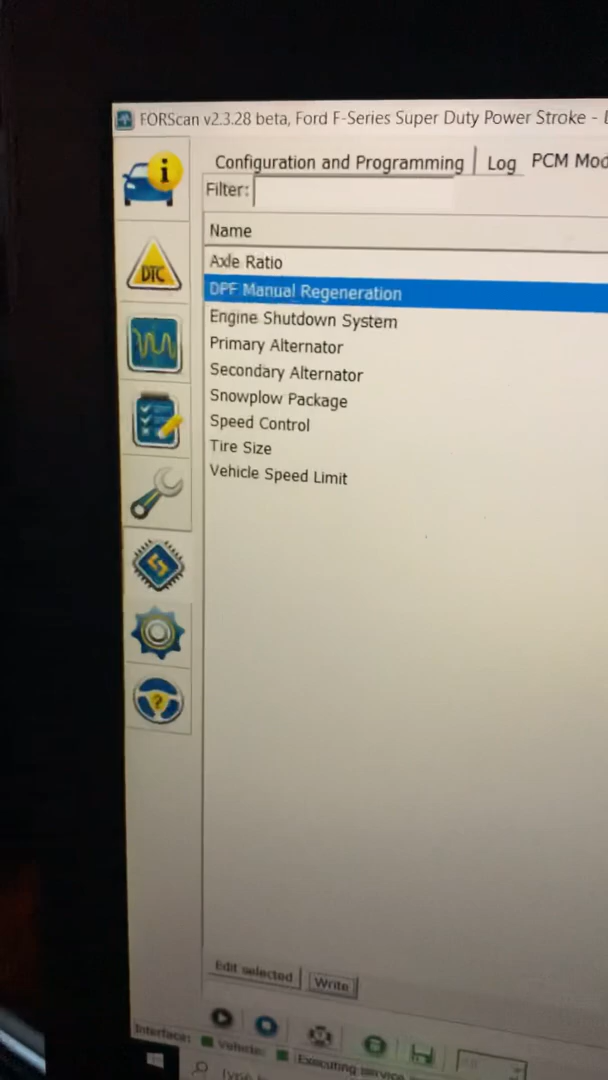 FORScan v2.3.28 beta, Ford F-Series Super Duty Power Stroke -
Configuration and Programming Log PCM Mod
Filter:
Name
DTC
Axle Ratio
DPF Manual Regeneration
Engine Shutdown System
Primary Alternator
Secondary Alternator
Snowplow Package
Speed Control
Tire Size
Vehicle Speed Limit
Edit selected Write
Interface: Vehicle: Executing service
Type